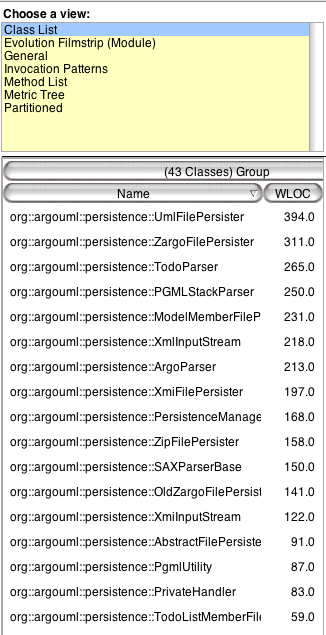 Choose a view:
Class List
Evolution Filmstrip (Module)
General
Invocation Patterns
Method List
Metric Tree
Partitioned
(43 Classes) Group
Name WLOC
org::argouml::persistence::UmlFilePersister 394.0
org::argouml::persistence::ZargoFilePersister 311.0
org::argouml::persistence::TodoParser 265.0
org::argouml::persistence::PGMLStackParser 250.0
org::argouml::persistence::ModelMemberFileP 231.0
org::argouml::persistence::XmlInputStream 218.0
org::argouml::persistence::ArgoParser 213.0
org::argouml::persistence::XmiFilePersister 197.0
org::argouml::persistence::PersistenceManage 168.0
org::argouml::persistence::ZipFilePersister 158.0
org::argouml::persistence::SAXParserBase 150.0
org::argouml::persistence::OldZargoFilePersist 141.0
org::argouml::persistence::XmiInputStream 122.0
org::argouml::persistence::AbstractFilePersiste 91.0
org::argouml::persistence::PgmlUtility 87.0
org::argouml::persistence::PrivateHandler 83.0
org::argouml::persistence::TodoListMemberFile 59.0